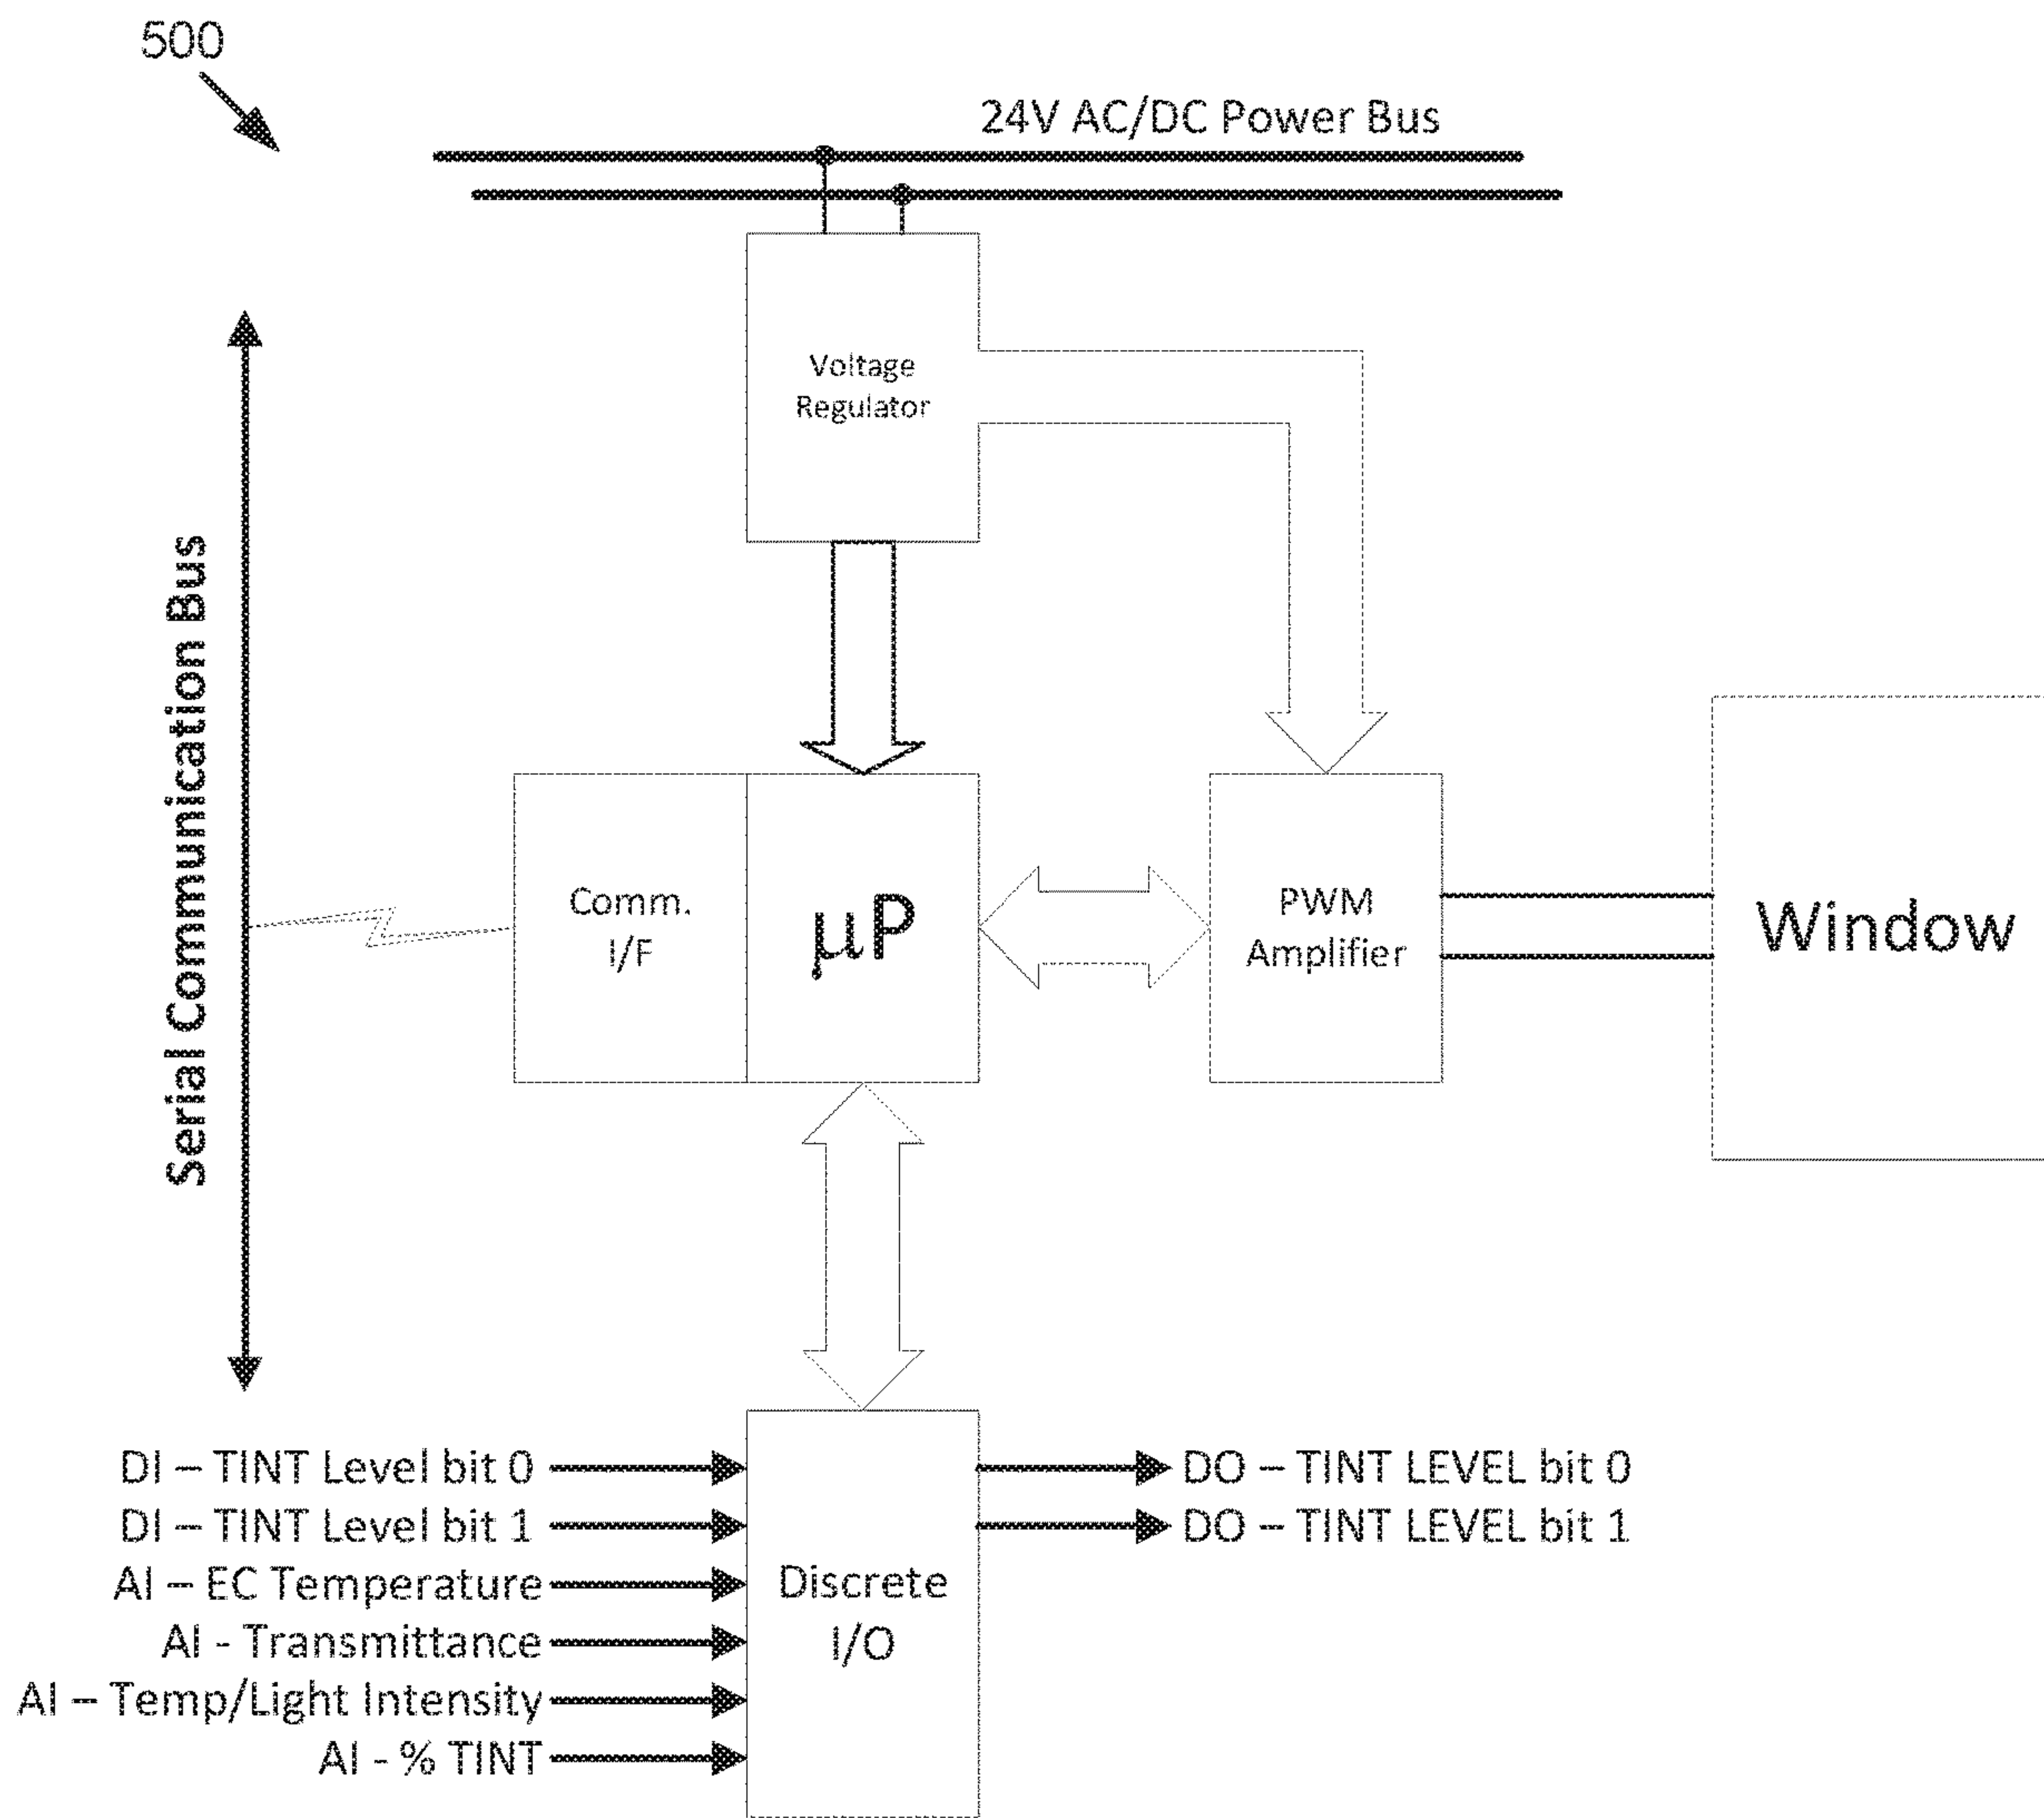 500
24V AC/DC Power Bus
Voltage
Regulator
Serial Communication Bus
Comm.
I/F
µP
PWM
Amplifier
Window
DI – TINT Level bit 0
DI – TINT Level bit 1
AI – EC Temperature
AI - Transmittance
AI – Temp/Light Intensity
AI - % TINT
Discrete
I/O
DO – TINT LEVEL bit 0
DO – TINT LEVEL bit 1